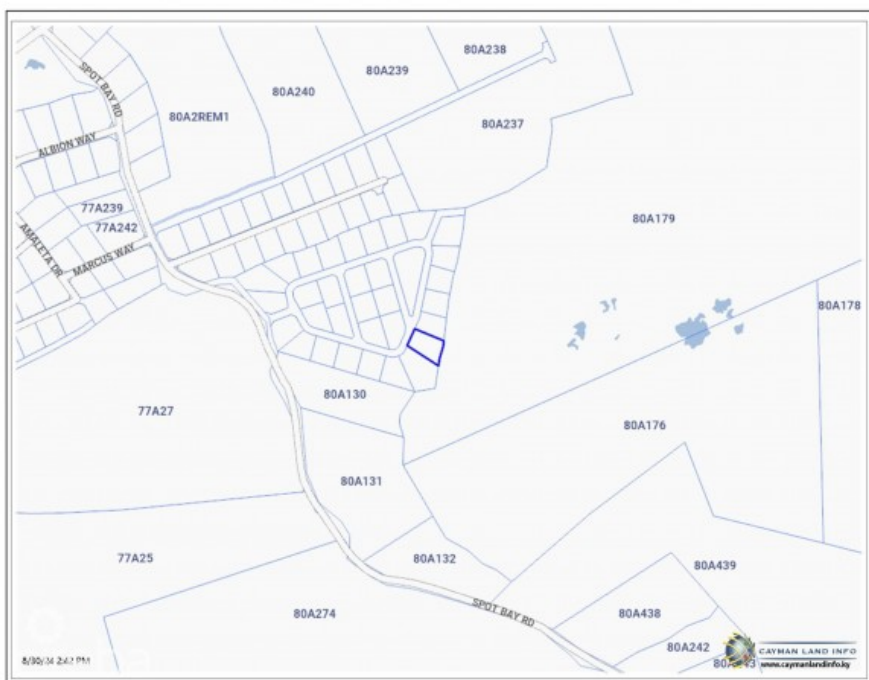 80A238
80A239
80A240
SPOT BAY RD
80A2REM1
80A237
ALBION WAY
77A239
80A179
77A242
AMALETA DR
MARCUS WAY
80A178
80A130
77A27
80A176
80A131
77A25
80A132
80A439
SPOT BAY RD
80A274
80A438
80A242
CAYMAN LAND INFO
www.caymanlandinfo.ky